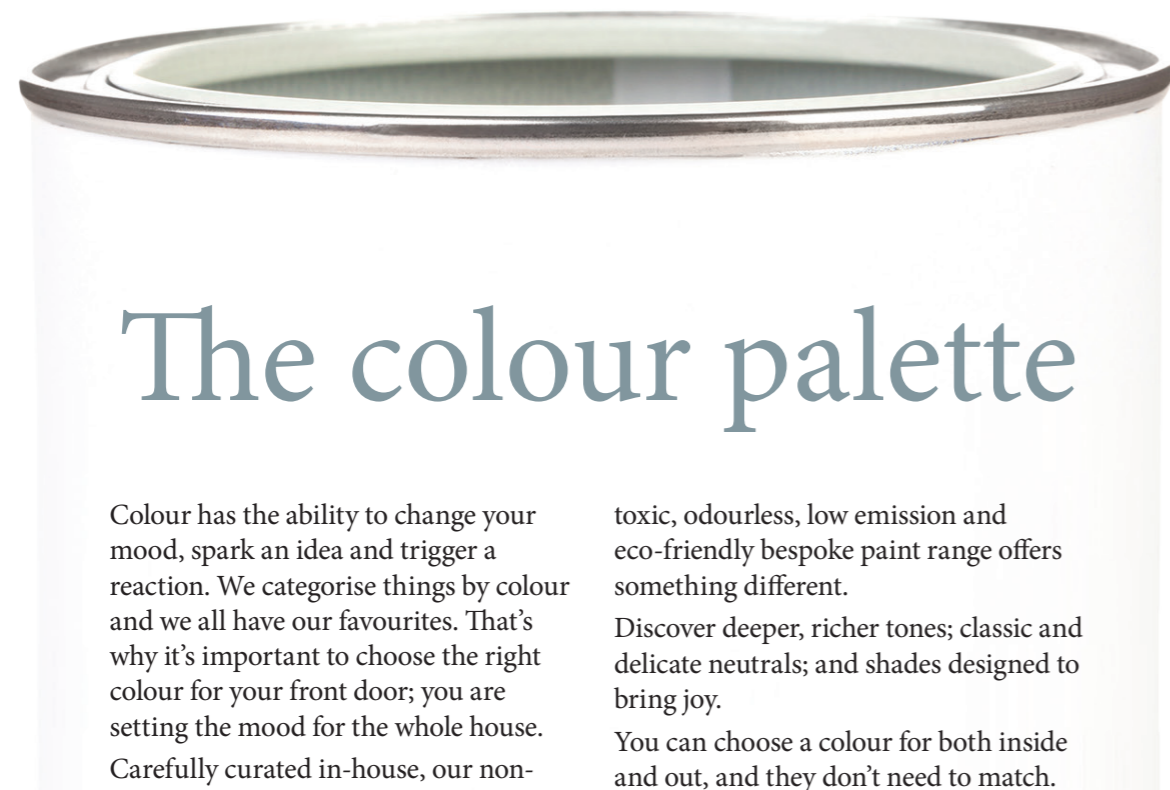 The colour palette
Colour has the ability to change your
mood, spark an idea and trigger a
reaction. We categorise things by colour
and we all have our favourites. That’s
why it’s important to choose the right
colour for your front door; you are
setting the mood for the whole house.
Carefully curated in-house, our non-
toxic, odourless, low emission and
eco-friendly bespoke paint range offers
something different.
Discover deeper, richer tones; classic and
delicate neutrals; and shades designed to
bring joy.
You can choose a colour for both inside
and out, and they don’t need to match.